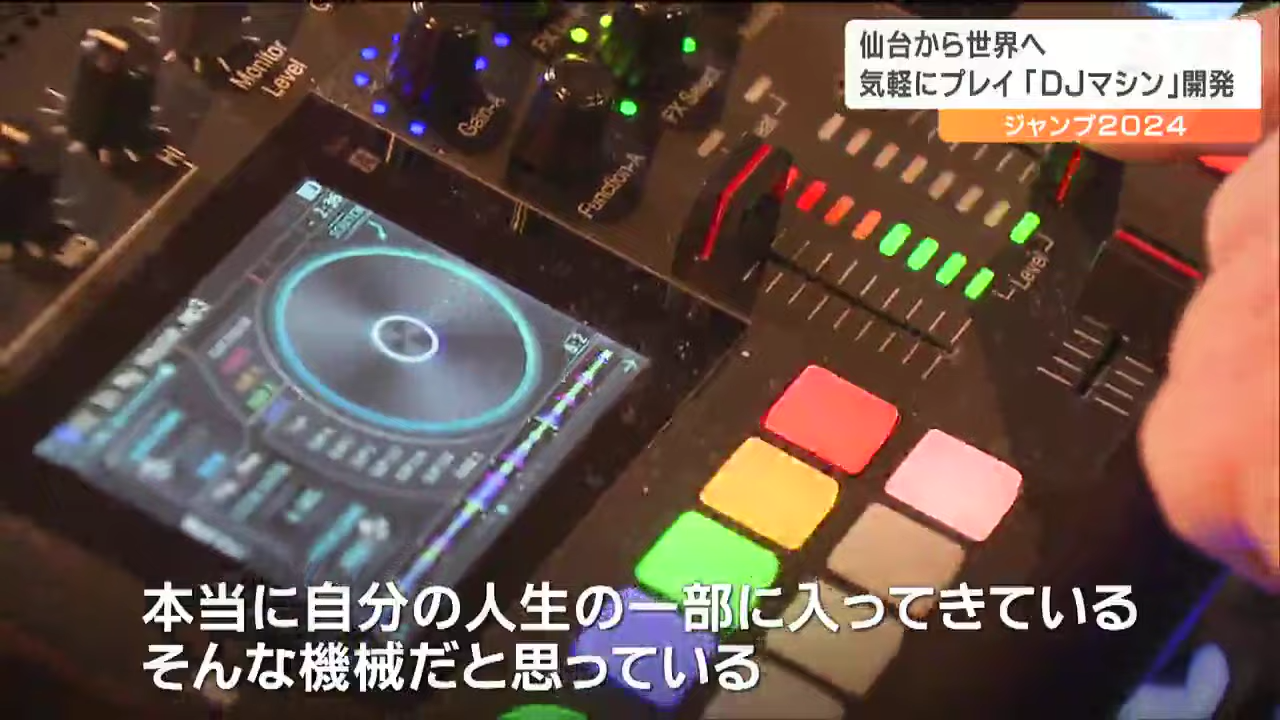 仙台から世界へ
気軽にプレイ「DJマシン」開発
ジャンプ2024
Monitor
Level
Hi
Gain-A
FX Select
Function-A
Level
本当に自分の人生の一部に入ってきている
そんな機械だと思っている